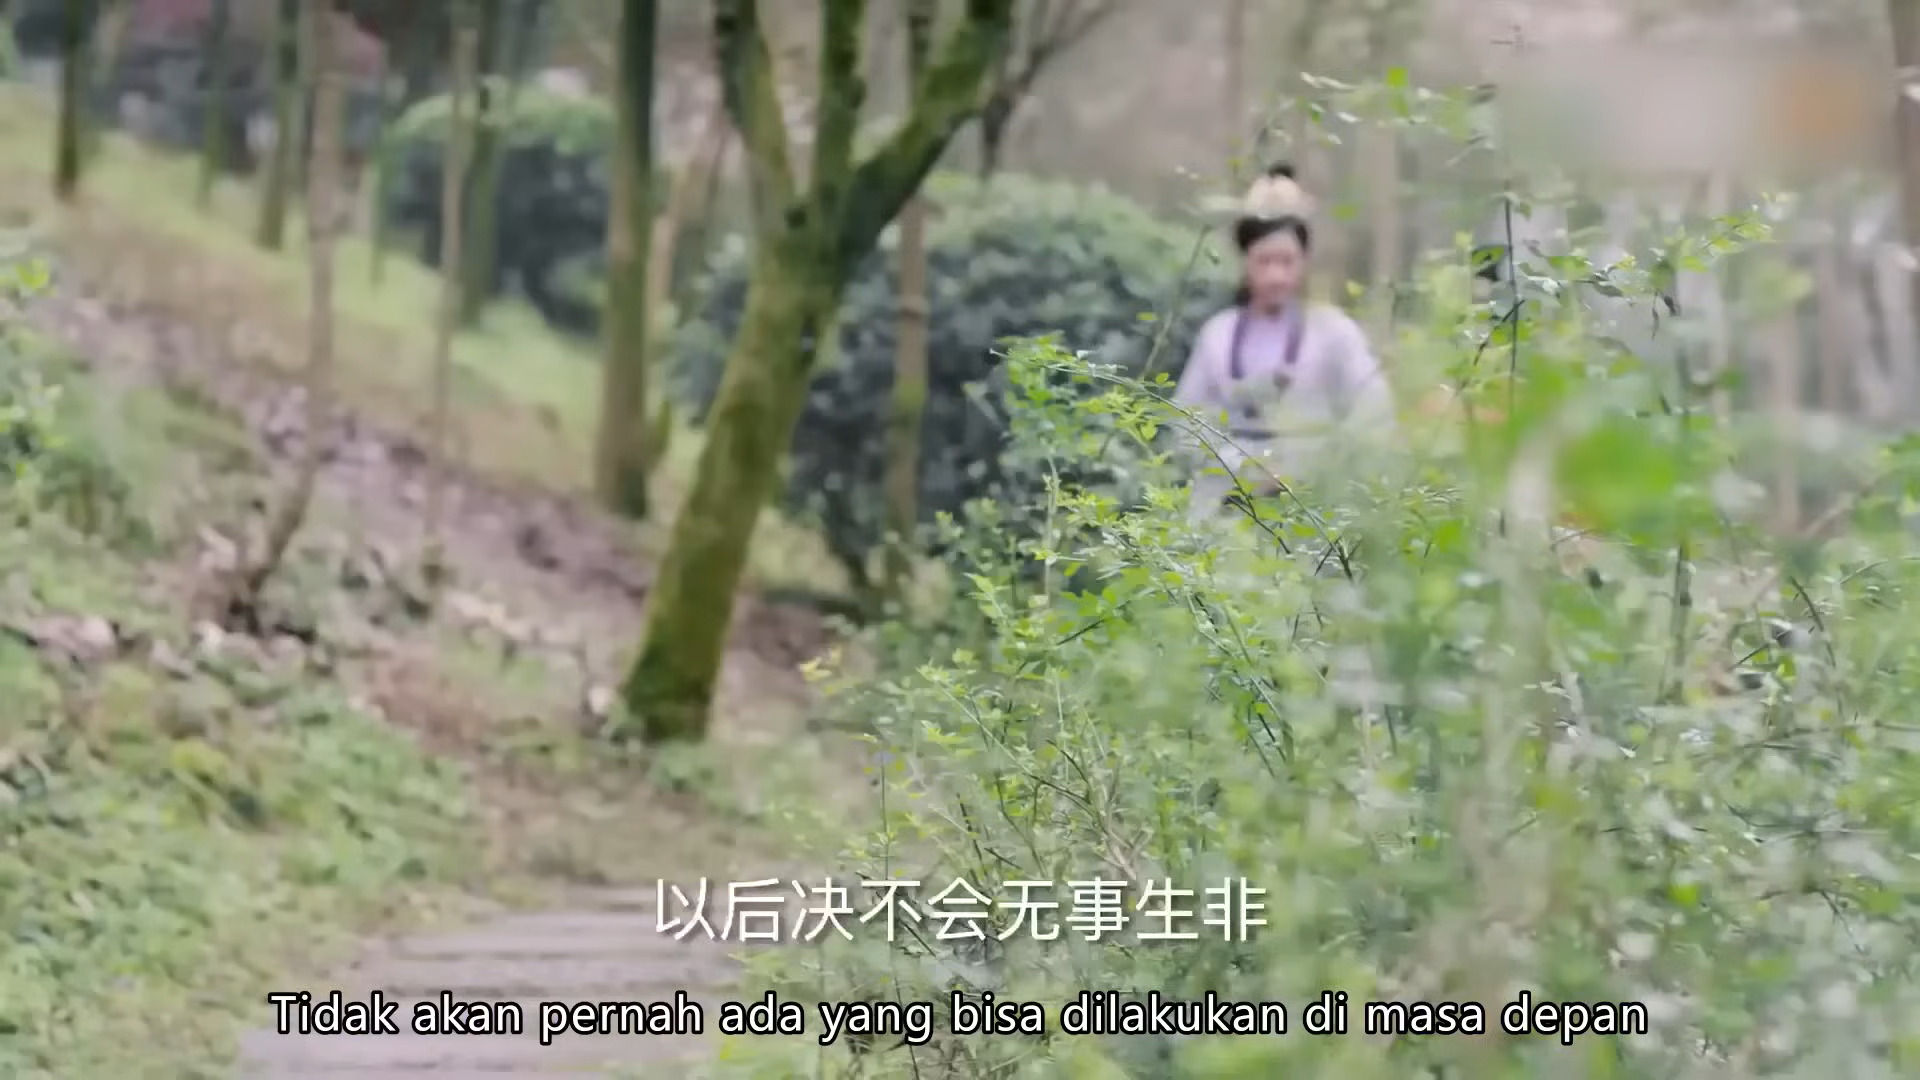 以后决不会无事生非
Tidak akan pernah ada yang bisa dilakukan di masa depan